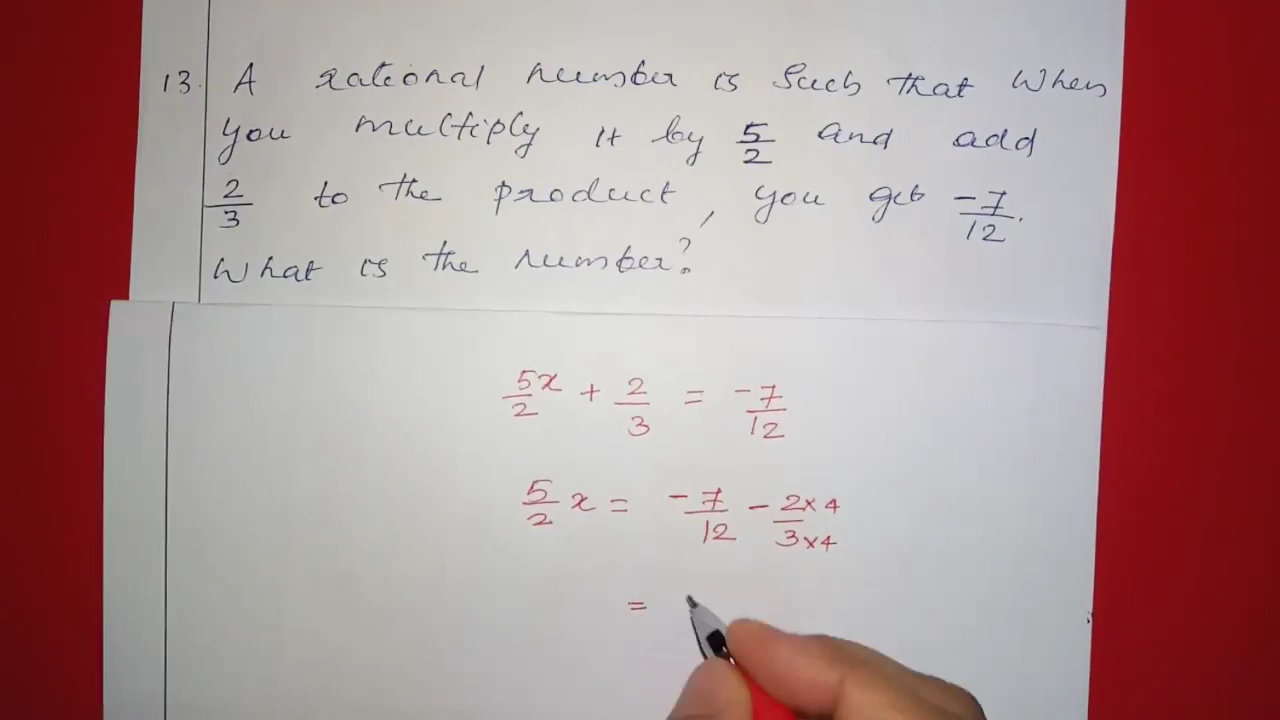 13. A rational number is such that when
you multiply it by 5/2 and add
2/3 to the product, you get -7/12.
What is the number?
5x/2 + 2/3 = -7/12
5/2 x = -7/12 - 2×4/3×4
=